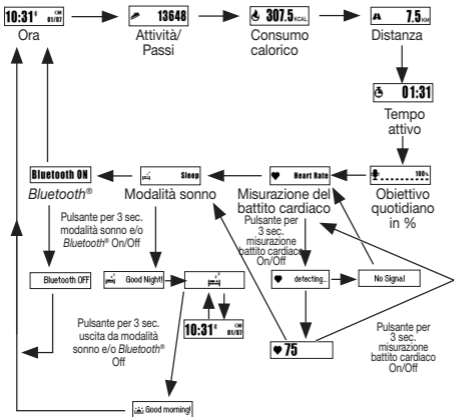 10:31 01/07
13648
307.5 KCAL
7.5 KM
Ora
Attività/
Passi
Consumo
calorico
Distanza
01:31
Tempo
attivo
Bluetooth ON
Sleep
Heart Rate
100%
Bluetooth®
Modalità sonno
Misurazione del
battito cardiaco
Obiettivo
quotidiano
in %
Pulsante per 3 sec.
modalità sonno e/o
Bluetooth® On/Off
Pulsante per
3 sec.
misurazione
battito cardiaco
On/Off
Bluetooth OFF
Good Night!
detecting..
No Signal
Pulsante per 3 sec.
uscita da modalità
sonno e/o Bluetooth®
Off
10:31 01/07
75
Pulsante per
3 sec.
misurazione
battito cardiaco
On/Off
Good morning!